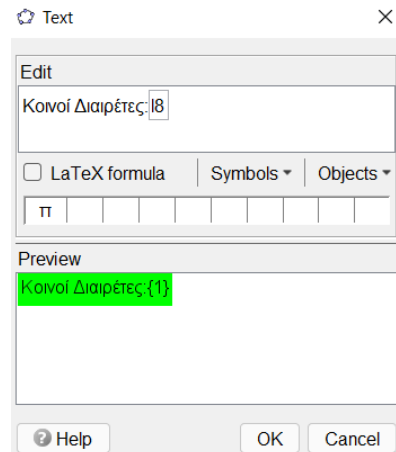 Text
Edit
Κοινοί Διαιρέτες: l8
LaTeX formula Symbols Objects
π
Preview
Κοινοί Διαιρέτες:{1}
Help OK Cancel